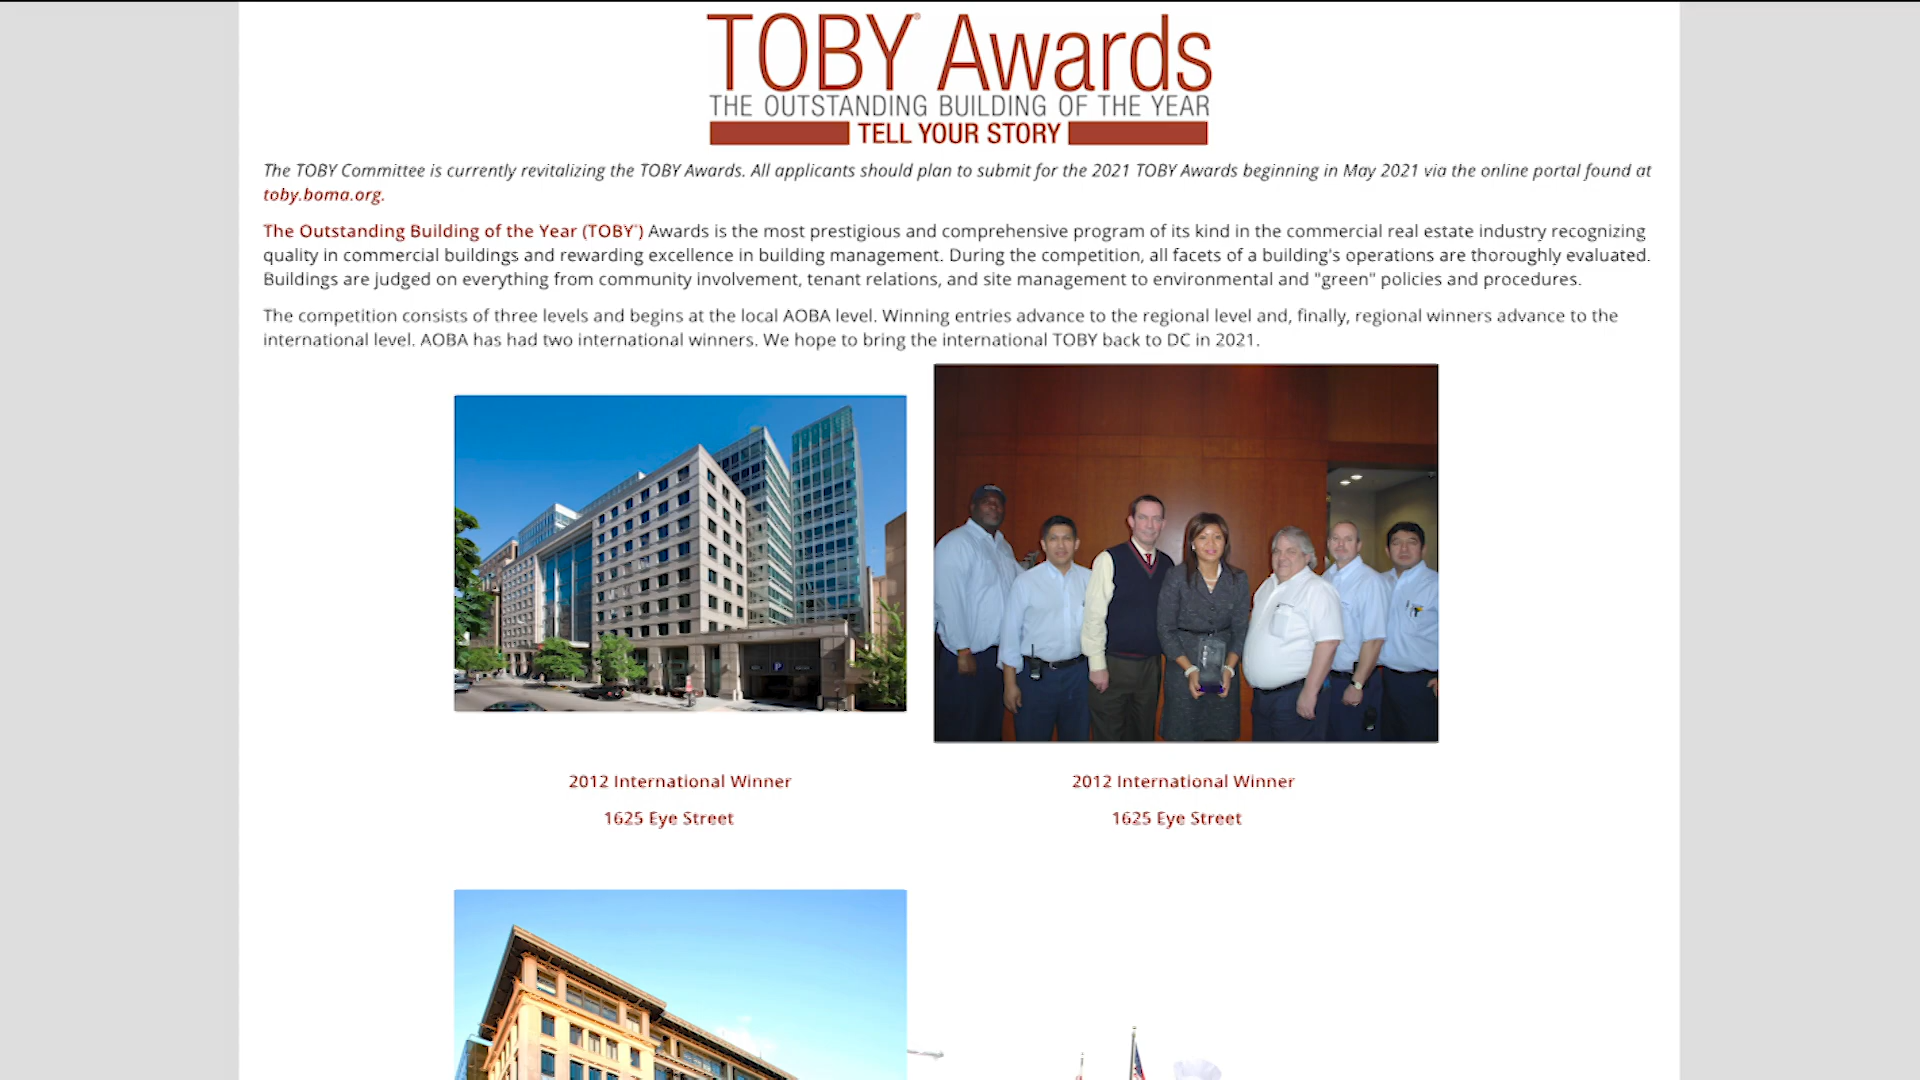 TOBY® Awards
THE OUTSTANDING BUILDING OF THE YEAR
TELL YOUR STORY
The TOBY Committee is currently revitalizing the TOBY Awards. All applicants should plan to submit for the 2021 TOBY Awards beginning in May 2021 via the online portal found at
toby.boma.org.
The Outstanding Building of the Year (TOBY®) Awards is the most prestigious and comprehensive program of its kind in the commercial real estate industry recognizing
quality in commercial buildings and rewarding excellence in building management. During the competition, all facets of a building's operations are thoroughly evaluated.
Buildings are judged on everything from community involvement, tenant relations, and site management to environmental and "green" policies and procedures.
The competition consists of three levels and begins at the local AOBA level. Winning entries advance to the regional level and, finally, regional winners advance to the
international level. AOBA has had two international winners. We hope to bring the international TOBY back to DC in 2021.
P
2012 International Winner
1625 Eye Street
2012 International Winner
1625 Eye Street